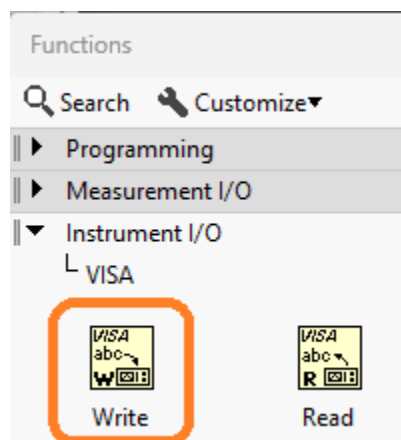 Functions
Search Customize
Programming
Measurement I/O
Instrument I/O
VISA
VISA VISA
abc abc
W R
Write Read